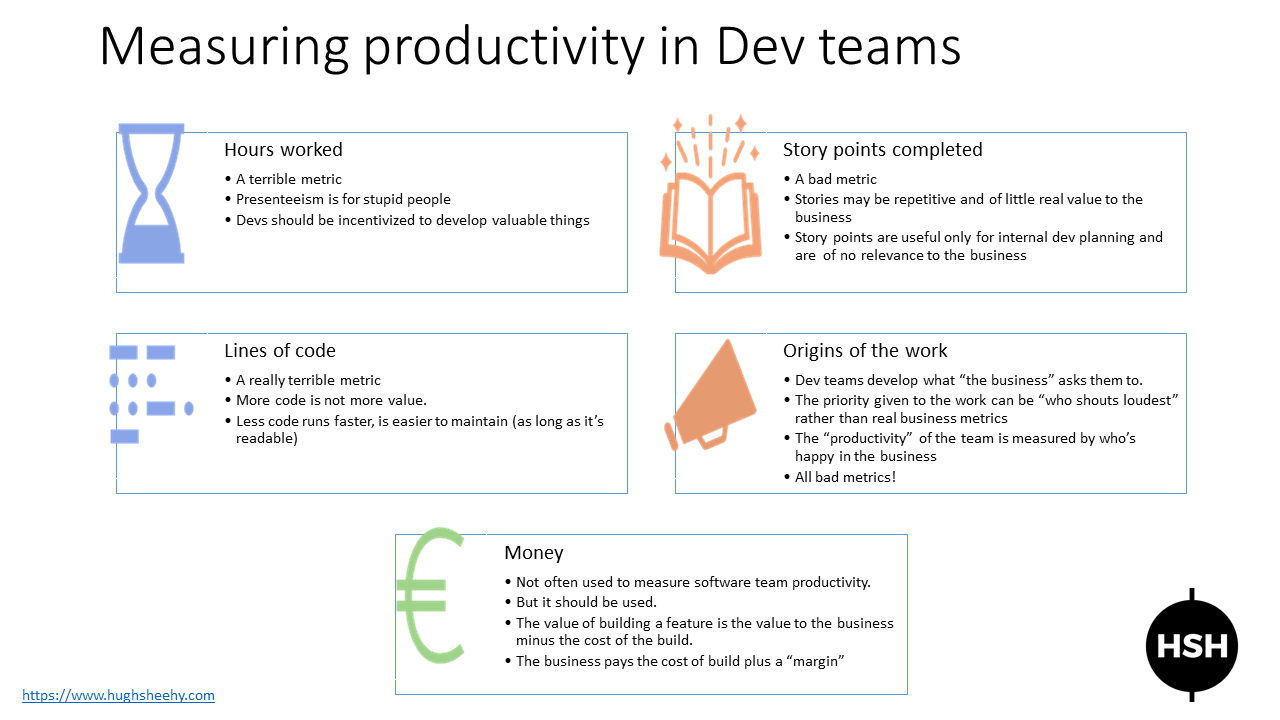 Measuring productivity in Dev teams
Hours worked
• A terrible metric
• Presenteeism is for stupid people
• Devs should be incentivized to develop valuable things
Story points completed
• A bad metric
• Stories may be repetitive and of little real value to the
business
• Story points are useful only for internal dev planning and
are of no relevance to the business
Lines of code
• A really terrible metric
• More code is not more value.
• Less code runs faster, is easier to maintain (as long as it’s
readable)
Origins of the work
• Dev teams develop what “the business” asks them to.
• The priority given to the work can be “who shouts loudest”
rather than real business metrics
• The “productivity” of the team is measured by who’s
happy in the business
• All bad metrics!
€
Money
• Not often used to measure software team productivity.
• But it should be used.
• The value of building a feature is the value to the business
minus the cost of the build.
• The business pays the cost of build plus a “margin”
HSH
https://www.hughsheehy.com